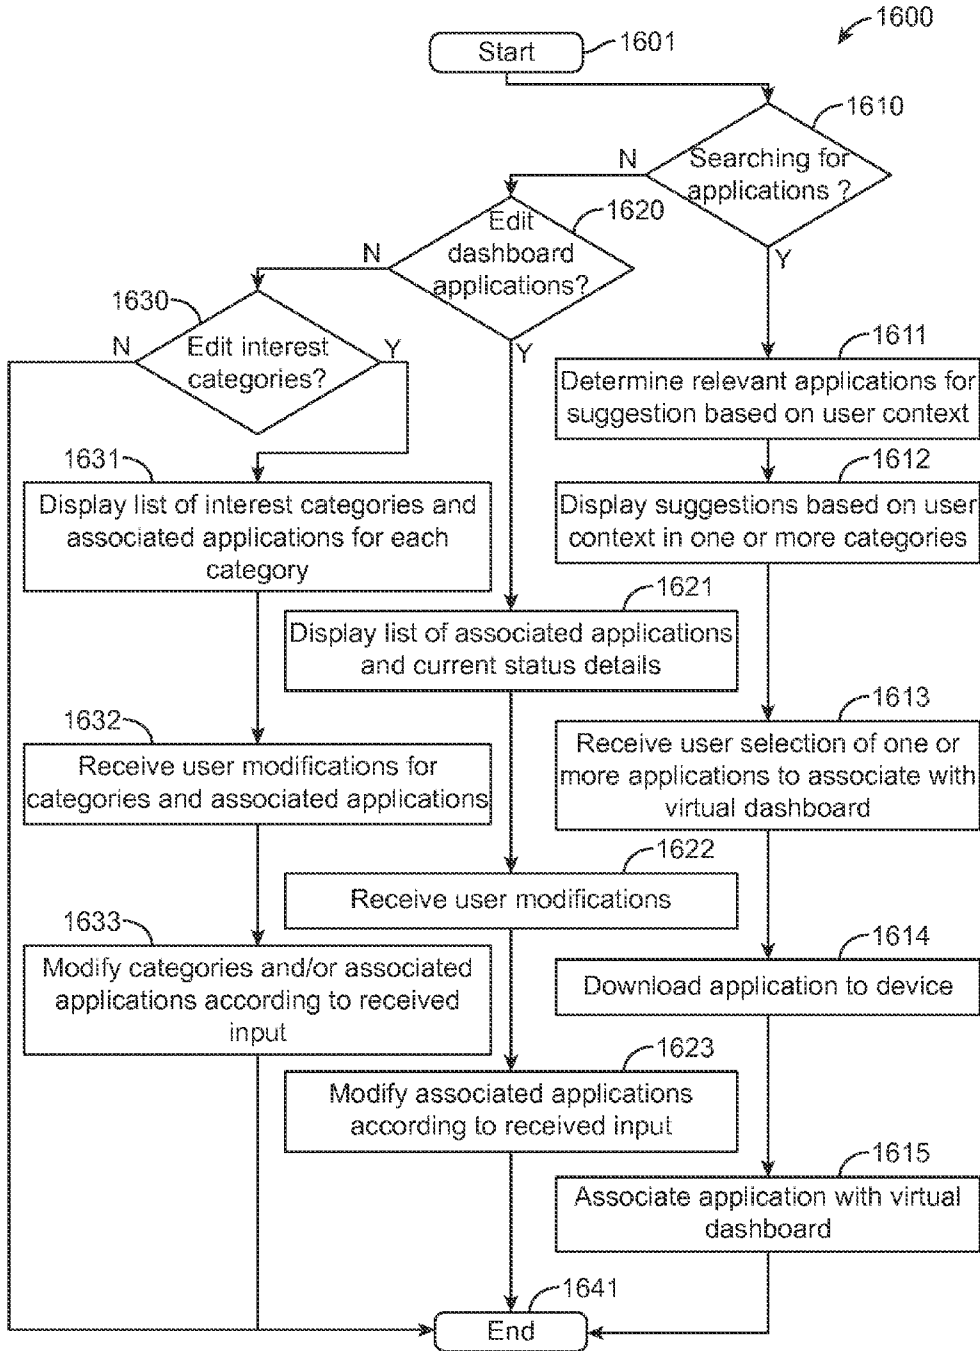 1600
Start
1601
1610
Searching for
applications ?
N
Y
1620
Edit
dashboard
applications?
N
Y
1630
Edit interest
categories?
N
Y
1611
Determine relevant applications for
suggestion based on user context
1612
Display suggestions based on user
context in one or more categories
1631
Display list of interest categories and
associated applications for each
category
1621
Display list of associated applications
and current status details
1613
Receive user selection of one or
more applications to associate with
virtual dashboard
1632
Receive user modifications for
categories and associated applications
1622
Receive user modifications
1614
Download application to device
1633
Modify categories and/or associated
applications according to received
input
1623
Modify associated applications
according to received input
1615
Associate application with virtual
dashboard
1641
End